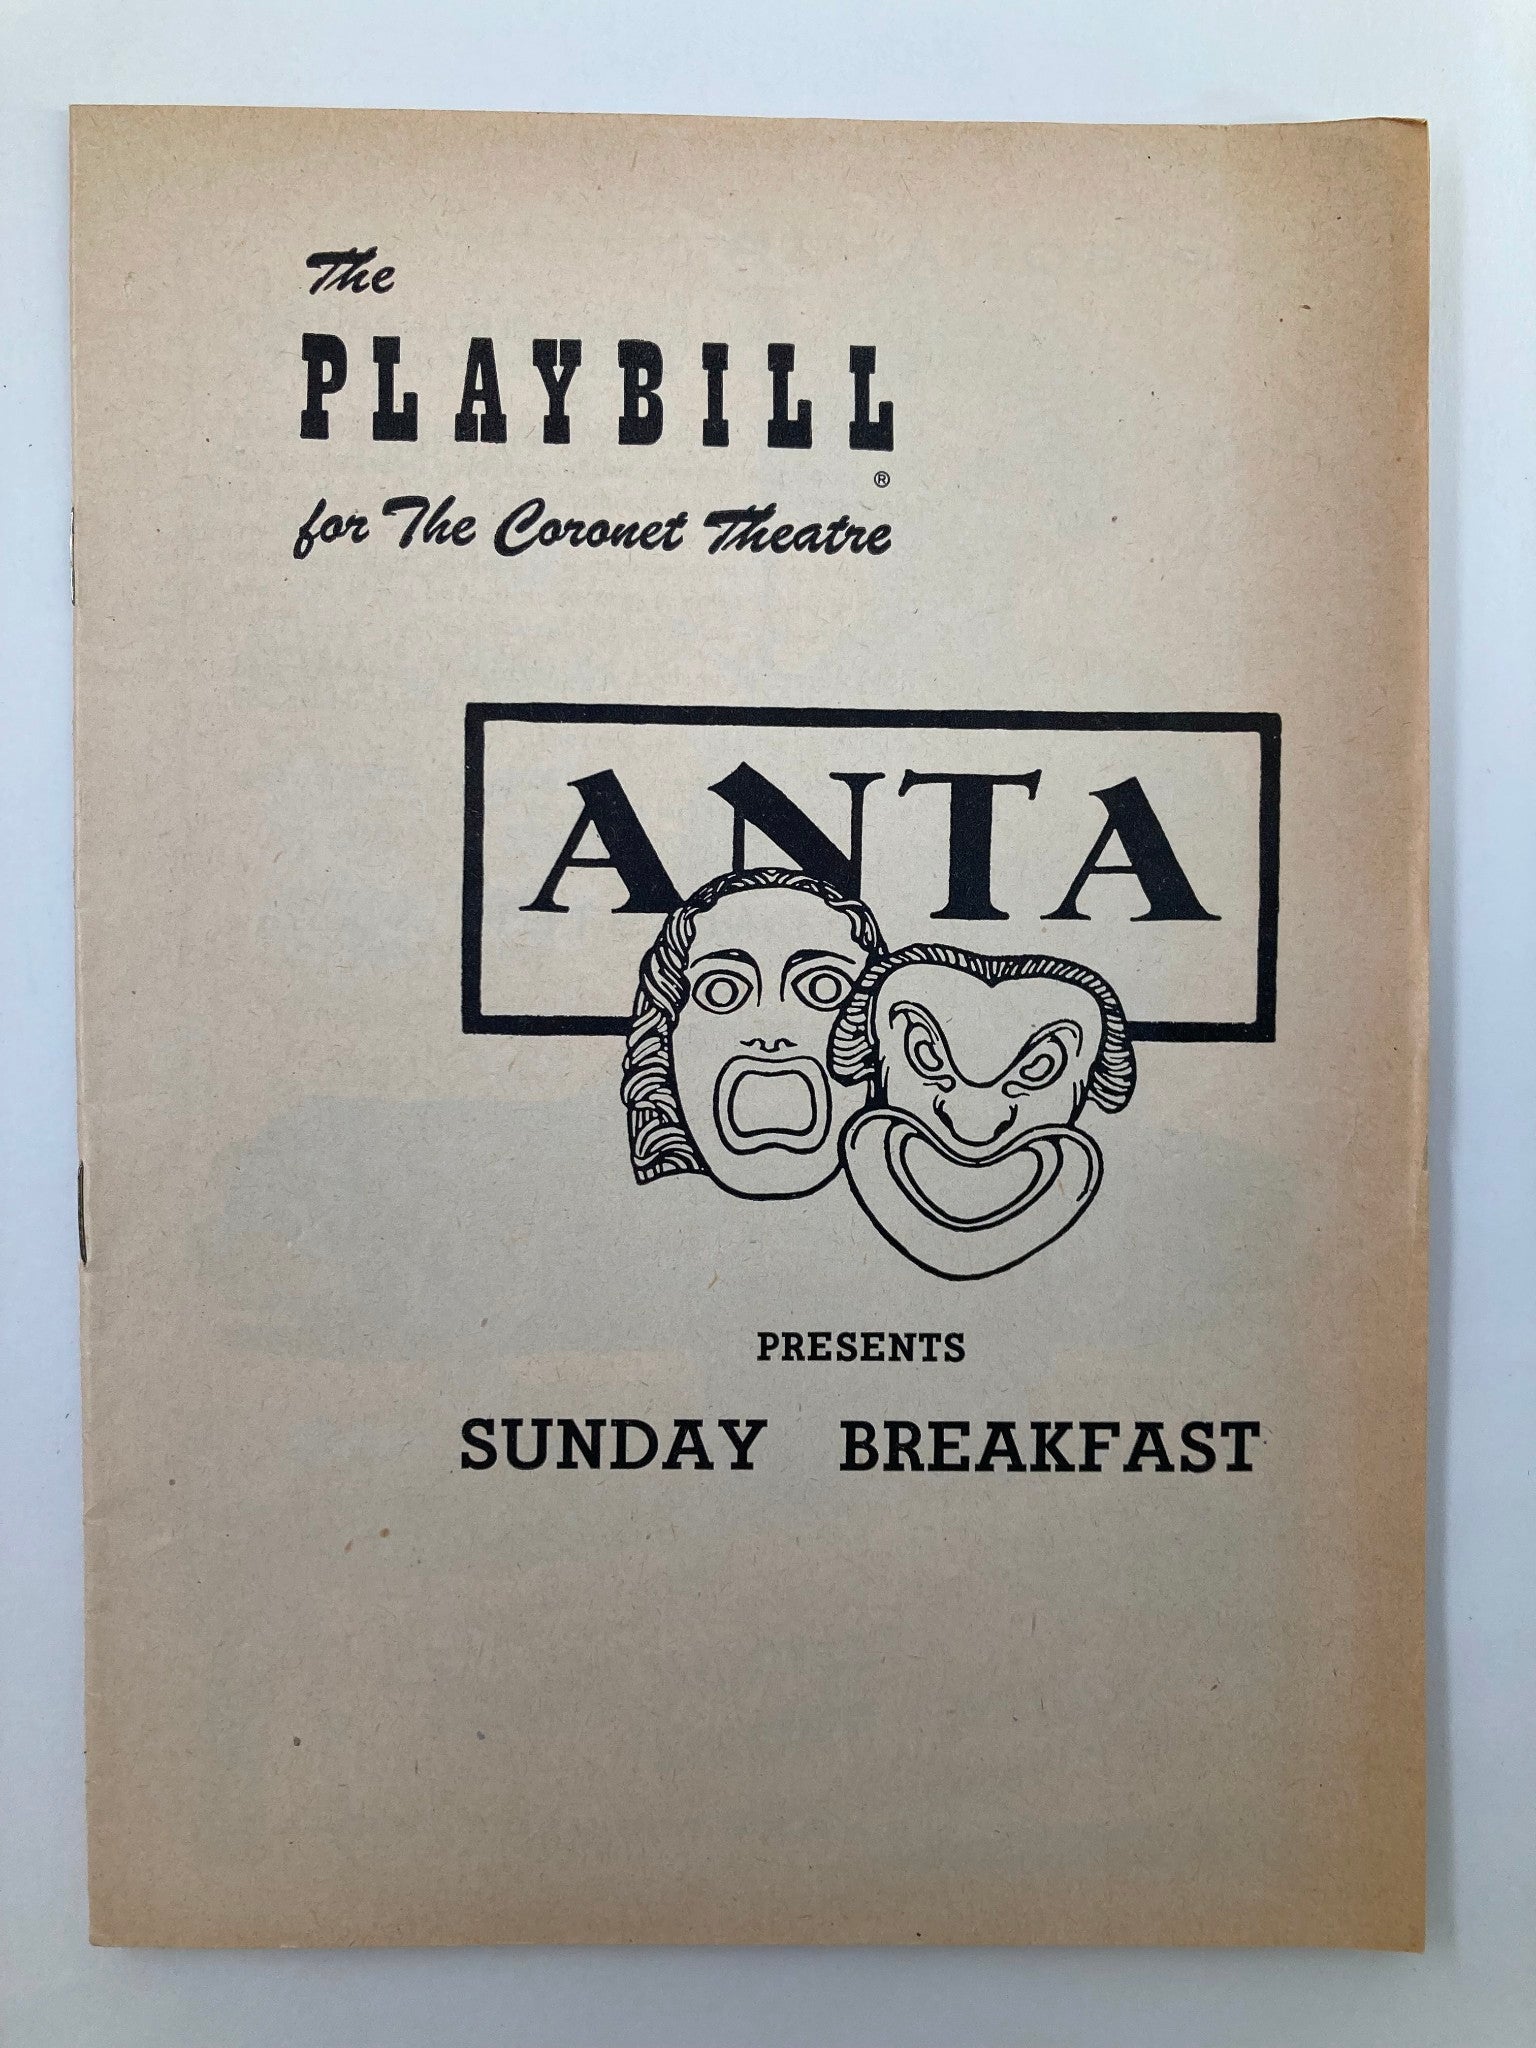 The
PLAYBILL
®
for The Coronet Theatre
ANTA
PRESENTS
SUNDAY BREAKFAST